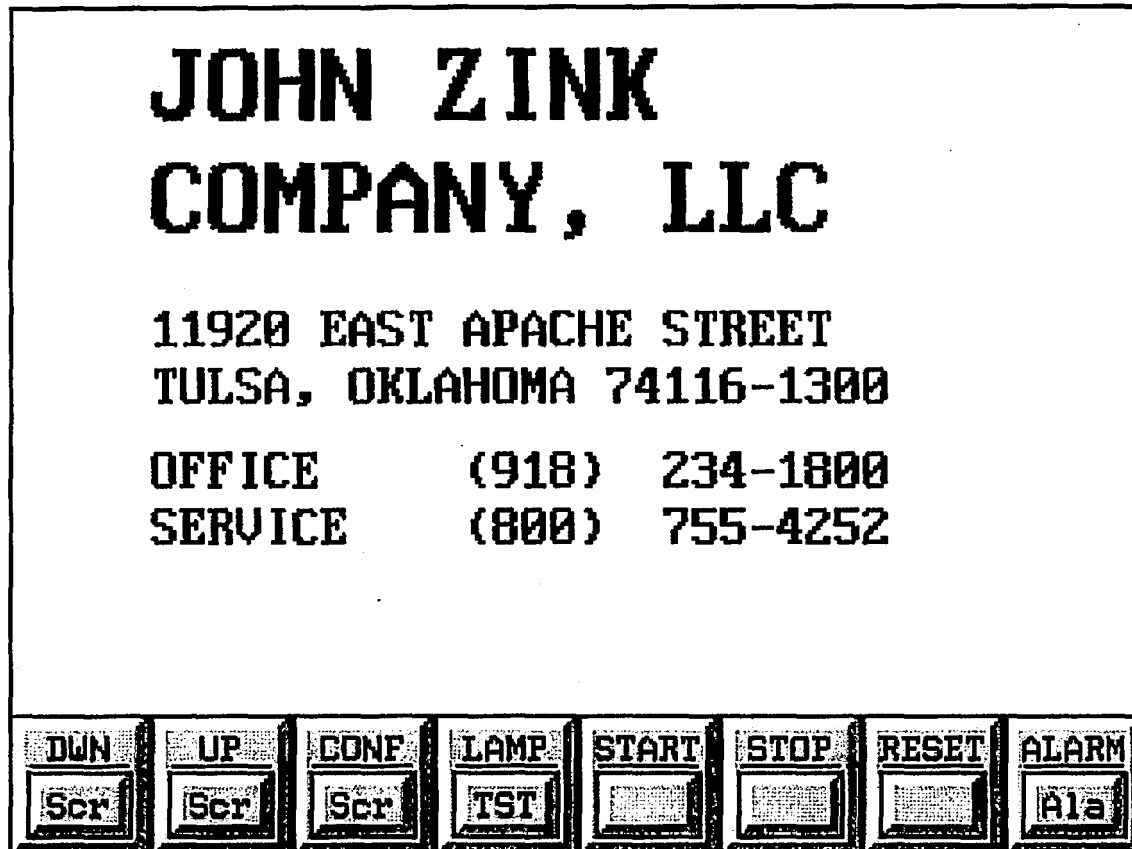 JOHN ZINK
COMPANY, LLC
11920 EAST APACHE STREET
TULSA, OKLAHOMA 74116-1300
OFFICE (918) 234-1800
SERVICE (800) 755-4252
DWN UP CONF LAMP START STOP RESET ALARM
Scr Scr Scr TST Ala